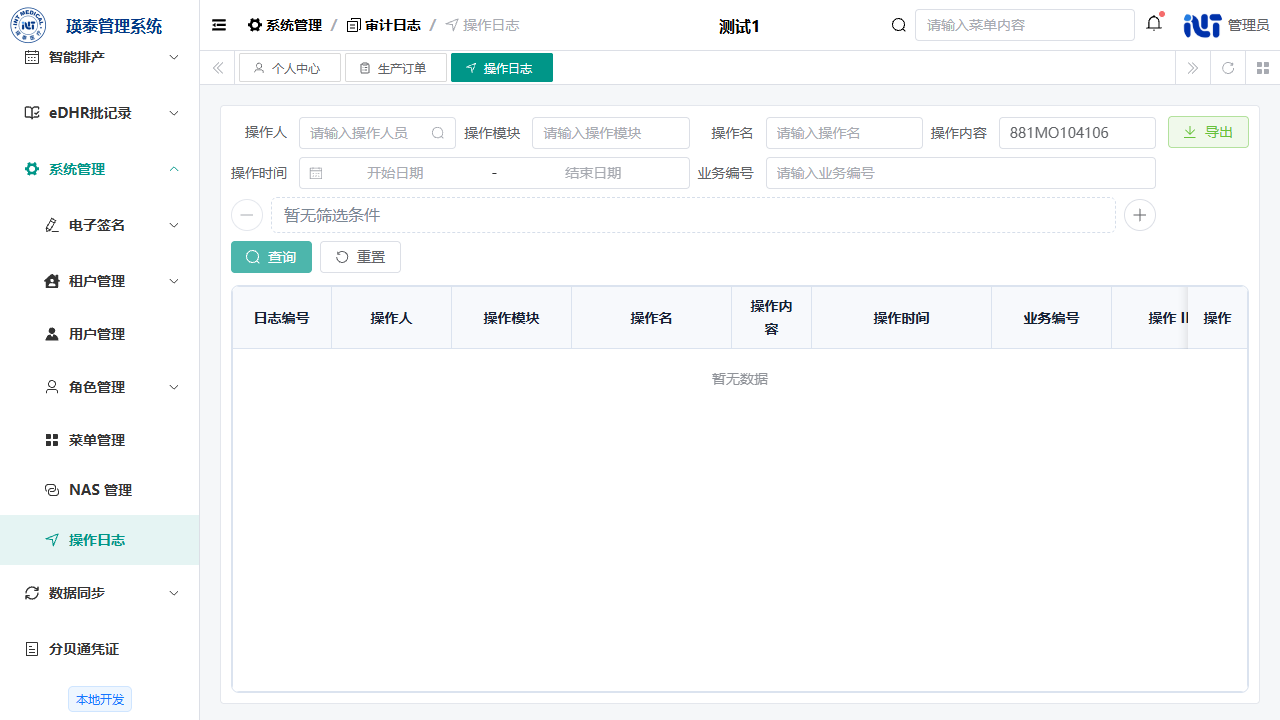 瑛泰管理系统
智能排产
eDHR批记录
系统管理
电子签名
租户管理
用户管理
角色管理
菜单管理
NAS 管理
操作日志
数据同步
分贝通凭证
本地开发
系统管理 / 审计日志 / 操作日志
测试1
请输入菜单内容
管理员
个人中心
生产订单
操作日志
操作人 请输入操作人员 操作模块 请输入操作模块 操作名 请输入操作名 操作内容 881MO104106 导出
操作时间 开始日期 - 结束日期 业务编号 请输入业务编号
暂无筛选条件
查询 重置
日志编号 操作人 操作模块 操作名 操作内容 操作时间 业务编号 操作 操作
暂无数据